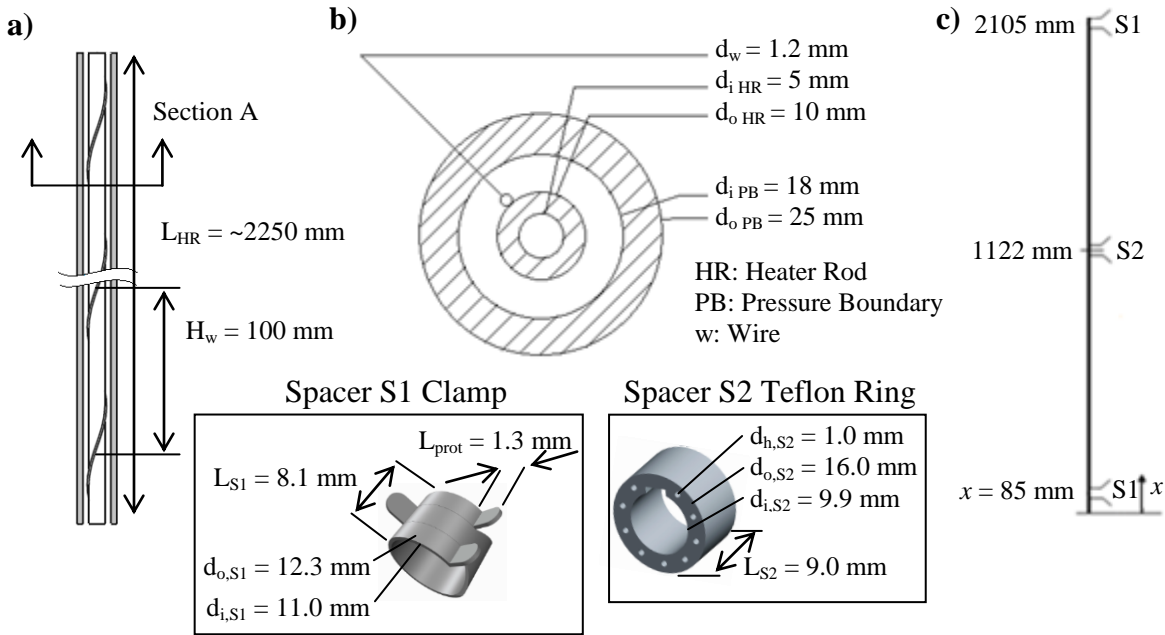 a)
Section A
L_HR = ~2250 mm
H_w = 100 mm
b)
d_w = 1.2 mm
d_i HR = 5 mm
d_o HR = 10 mm
d_i PB = 18 mm
d_o PB = 25 mm
HR: Heater Rod
PB: Pressure Boundary
w: Wire
c)
2105 mm S1
1122 mm S2
x = 85 mm S1 x
Spacer S1 Clamp
L_prot = 1.3 mm
L_S1 = 8.1 mm
d_o,S1 = 12.3 mm
d_i,S1 = 11.0 mm
Spacer S2 Teflon Ring
d_h,S2 = 1.0 mm
d_o,S2 = 16.0 mm
d_i,S2 = 9.9 mm
L_S2 = 9.0 mm